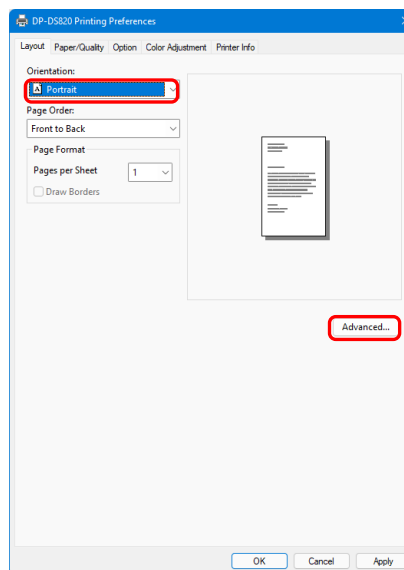 DP-DS820 Printing Preferences
Layout Paper/Quality Option Color Adjustment Printer Info
Orientation:
Portrait
Page Order:
Front to Back
Page Format
Pages per Sheet 1
Draw Borders
Advanced...
OK Cancel Apply